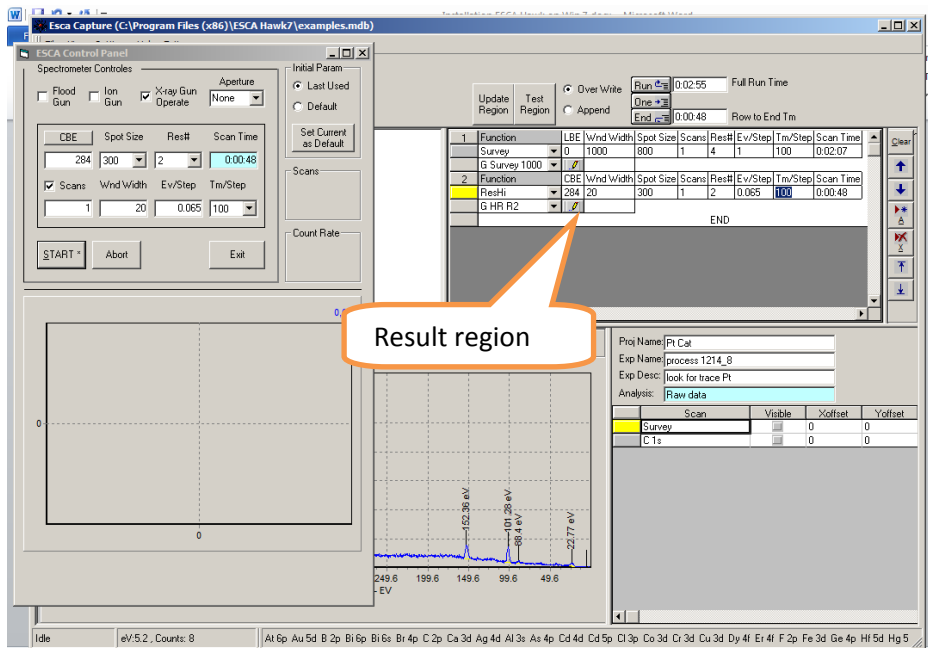 Esca Capture (C:\Program Files (x86)\ESCA Hawk7\examples.mdb)
ESCA Control Panel
Spectrometer Controles
Flood Gun
Ion Gun
X-ray Gun Operate
Aperture
None
Initial Param
Last Used
Default
Set Current as Default
CBE Spot Size Res# Scan Time
284 300 2 0:00:48
Scans Wnd Width Ev/Step Tm/Step
1 20 0.065 100
Scans
Count Rate
START * Abort Exit
0
0
Update Region
Test Region
Over Write
Append
Run 0:02:55 Full Run Time
One
End 0:00:48 Row to End Tm
1 Function LBE Wnd Width Spot Size Scans Res# Ev/Step Tm/Step Scan Time
Survey 0 1000 800 1 4 1 100 0:02:07
G Survey 1000
2 Function CBE Wnd Width Spot Size Scans Res# Ev/Step Tm/Step Scan Time
ResHi 284 20 300 1 2 0.065 100 0:00:48
G HR R2
END
Clear
A
X
Result region
Proj Name: Pt Cat
Exp Name: process 1214_8
Exp Desc: look for trace Pt
Analysis: Raw data
Scan Visible Xoffset Yoffset
Survey 0 0
C 1s 0 0
152.36 eV
101.28 eV
88.4 eV
22.77 eV
249.6 199.6 149.6 99.6 49.6
- EV
Idle eV:5.2 , Counts: 8 At 6p Au 5d B 2p Bi 6p Bi 6s Br 4p C 2p Ca 3d Ag 4d Al 3s As 4p Cd 4d Cd 5p Cl 3p Co 3d Cr 3d Cu 3d Dy 4f Er 4f F 2p Fe 3d Ge 4p Hf 5d Hg 5